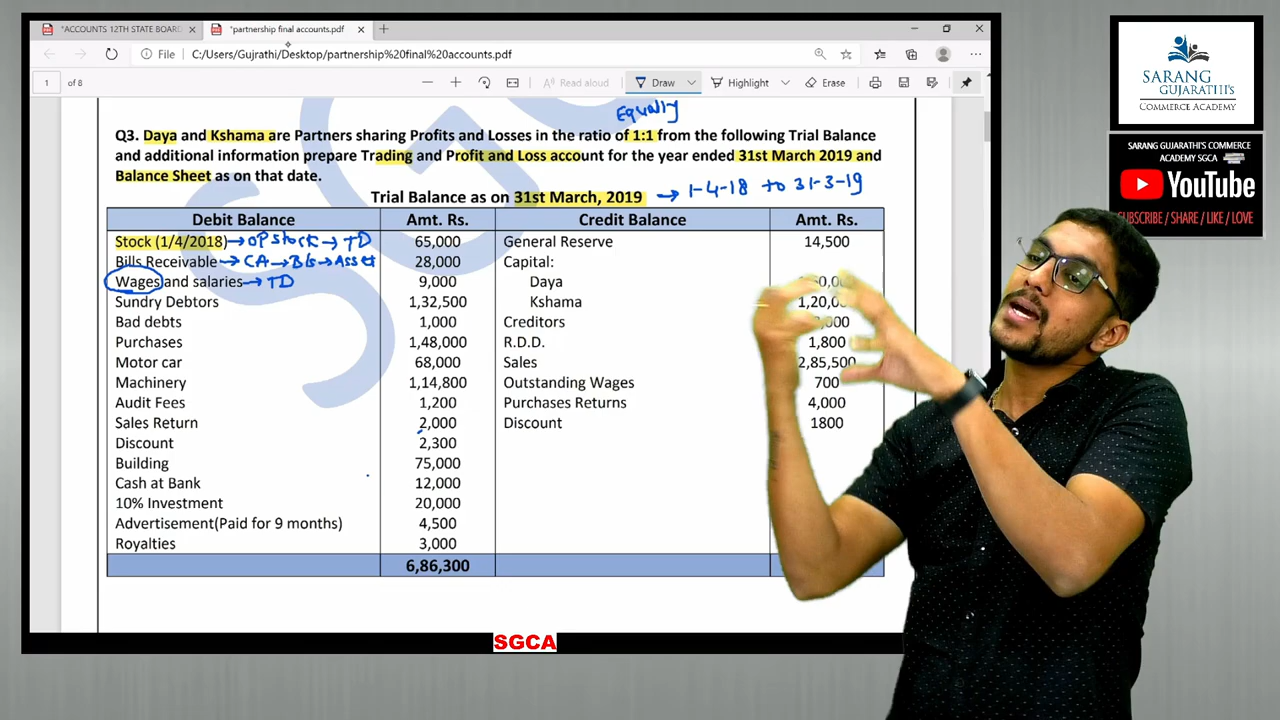 "ACCOUNTS 12TH STATE BOARD
"partnership final accounts.pdf
File C:/Users/Gujrathi/Desktop/partnership%20final%20accounts.pdf
1 of 8 Read aloud Draw Highlight Erase
Equally
Q3. Daya and Kshama are Partners sharing Profits and Losses in the ratio of 1:1 from the following Trial Balance
and additional information prepare Trading and Profit and Loss account for the year ended 31st March 2019 and
Balance Sheet as on that date.
Trial Balance as on 31st March, 2019 → 1-4-18 to 31-3-19
Debit Balance Amt. Rs. Credit Balance Amt. Rs.
Stock (1/4/2018) → OP stock → TD 65,000 General Reserve 14,500
Bills Receivable → CA → B/s → Asset 28,000 Capital:
Wages and salaries → TD 9,000 Daya
Sundry Debtors 1,32,500 Kshama
Bad debts 1,000 Creditors
Purchases 1,48,000 R.D.D. 1,800
Motor car 68,000 Sales 2,85,500
Machinery 1,14,800 Outstanding Wages 700
Audit Fees 1,200 Purchases Returns 4,000
Sales Return 2,000 Discount 1800
Discount 2,300
Building 75,000
Cash at Bank 12,000
10% Investment 20,000
Advertisement(Paid for 9 months) 4,500
Royalties 3,000
6,86,300
SGCA
SARANG
GUJARATHI'S
COMMERCE ACADEMY
SARANG GUJARATHI'S COMMERCE
ACADEMY SGCA
YouTube
SUBSCRIBE / SHARE / LIKE / LOVE